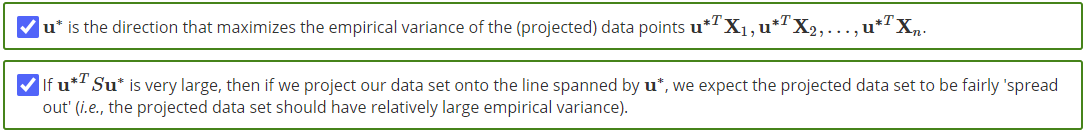 u* is the direction that maximizes the empirical variance of the (projected) data points u*ᵀX₁, u*ᵀX₂, . . . , u*ᵀXₙ.
If u*ᵀSu* is very large, then if we project our data set onto the line spanned by u*, we expect the projected data set to be fairly 'spread
out' (i.e., the projected data set should have relatively large empirical variance).